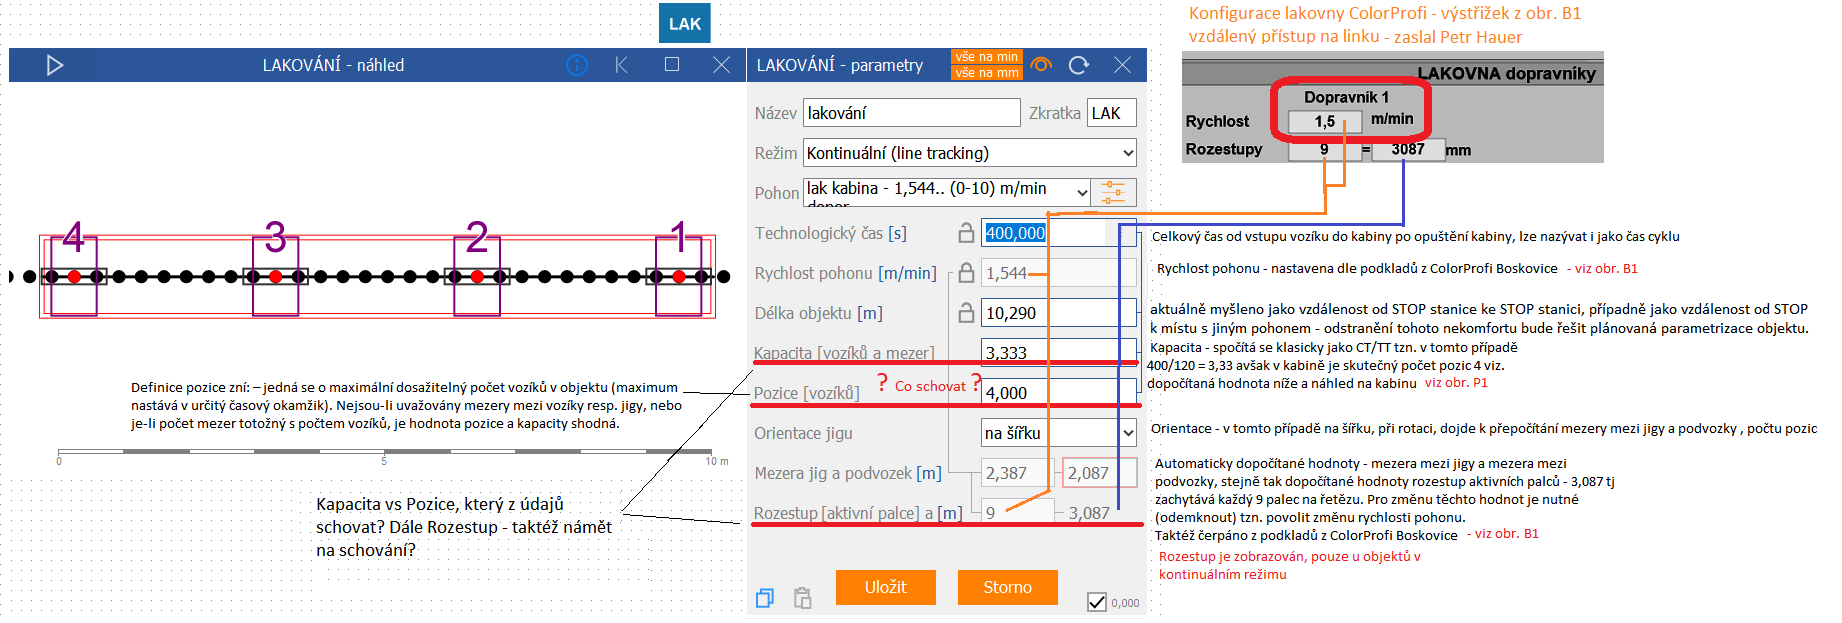 LAK
Konfigurace lakovny ColorProfi - výstřižek z obr. B1
vzdálený přístup na linku - zaslal Petr Hauer
LAKOVÁNÍ - náhled
LAKOVÁNÍ - parametry
vše na min
vše na mm
LAKOVNA dopravníky
Dopravník 1
Rychlost 1,5 m/min
Rozestupy 9 = 3087 mm
Název lakování Zkratka LAK
Režim Kontinuální (line tracking)
Pohon lak kabina - 1,544.. (0-10) m/min
Technologický čas [s] 400,000
Rychlost pohonu [m/min] 1,544
Délka objektu [m] 10,290
Kapacita [vozíků a mezer] 3,333
? Co schovat ?
Pozice [vozíků] 4,000
Orientace jigu na šířku
Mezera jig a podvozek [m] 2,387 2,087
Rozestup [aktivní palce] a [m] 9 3,087
Uložit
Storno
0,000
4 3 2 1
Definice pozice zní: – jedná se o maximální dosažitelný počet vozíků v objektu (maximum
nastává v určitý časový okamžik). Nejsou-li uvažovány mezery mezi vozíky resp. jigy, nebo
je-li počet mezer totožný s počtem vozíků, je hodnota pozice a kapacity shodná.
0 5 10 m
Kapacita vs Pozice, který z údajů
schovat? Dále Rozestup - taktéž námět
na schování?
Celkový čas od vstupu vozíku do kabiny po opuštění kabiny, lze nazývat i jako čas cyklu
Rychlost pohonu - nastavena dle podkladů z ColorProfi Boskovice - viz obr. B1
aktuálně myšleno jako vzdálenost od STOP stanice ke STOP stanici, případně jako vzdálenost od STOP
k místu s jiným pohonem - odstranění tohoto nekomfortu bude řešit plánovaná parametrizace objektu.
Kapacita - spočítá se klasicky jako CT/TT tzn. v tomto případě
400/120 = 3,33 avšak v kabině je skutečný počet pozic 4 viz.
dopočítaná hodnota níže a náhled na kabinu viz obr. P1
Orientace - v tomto případě na šířku, při rotaci, dojde k přepočítání mezery mezi jigy a podvozky , počtu pozic
Automaticky dopočítané hodnoty - mezera mezi jigy a mezera mezi
podvozky, stejně tak dopočítané hodnoty rozestup aktivních palců - 3,087 tj
zachytává každý 9 palec na řetězu. Pro změnu těchto hodnot je nutné
(odemknout) tzn. povolit změnu rychlosti pohonu.
Taktéž čerpáno z podkladů z ColorProfi Boskovice - viz obr. B1
Rozestup je zobrazován, pouze u objektů v
kontinuálním režimu